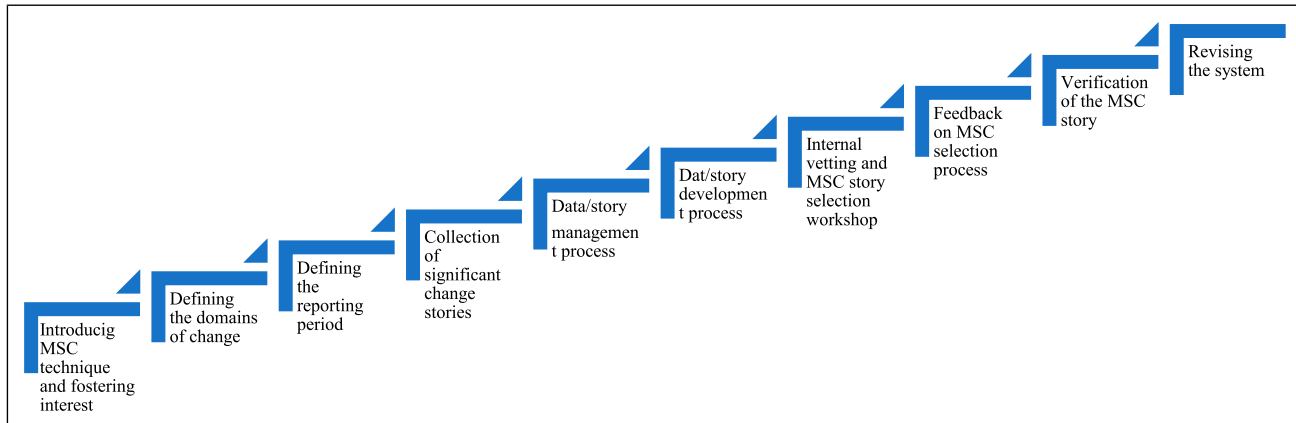 Introducig
MSC
technique
and fostering
interest
Defining
the domains
of change
Defining
the
reporting
period
Collection
of
significant
change
stories
Data/story
managemen
t process
Dat/story
developmen
t process
Internal
vetting and
MSC story
selection
workshop
Feedback
on MSC
selection
process
Verification
of the MSC
story
Revising
the system